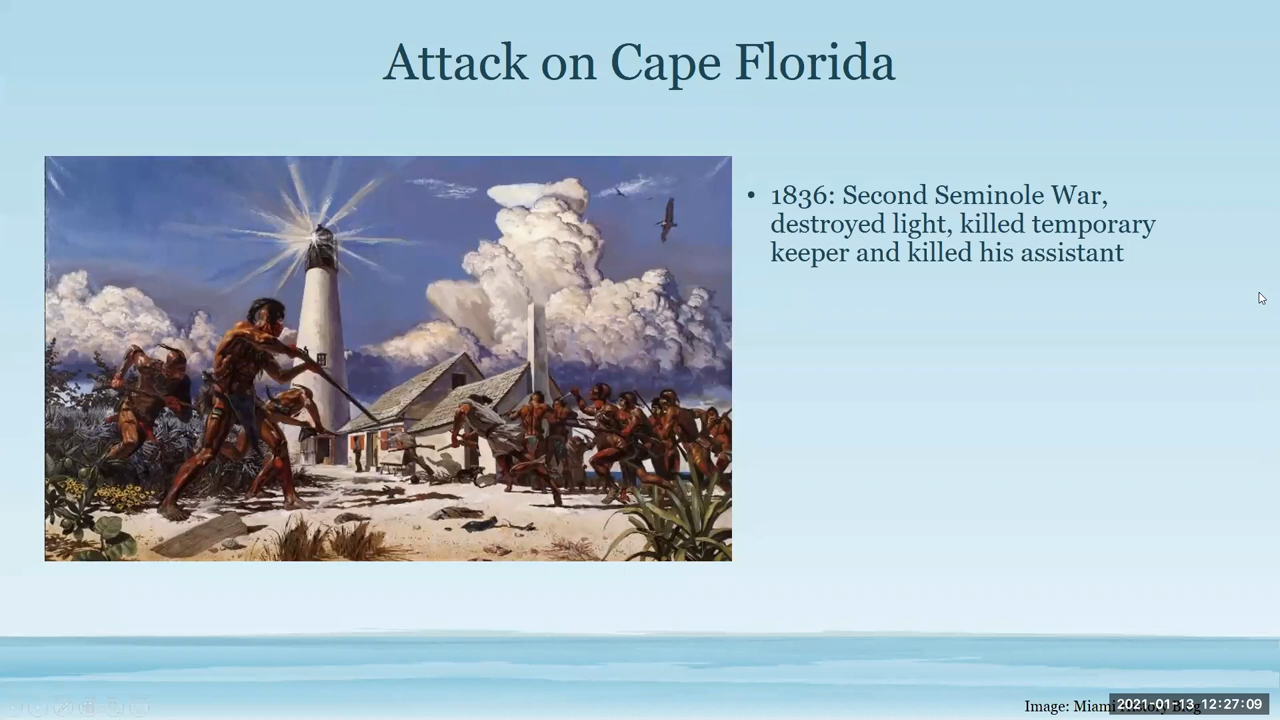 Attack on Cape Florida
• 1836: Second Seminole War,
destroyed light, killed temporary
keeper and killed his assistant
Image: Miami
2021-01-13 12:27:09